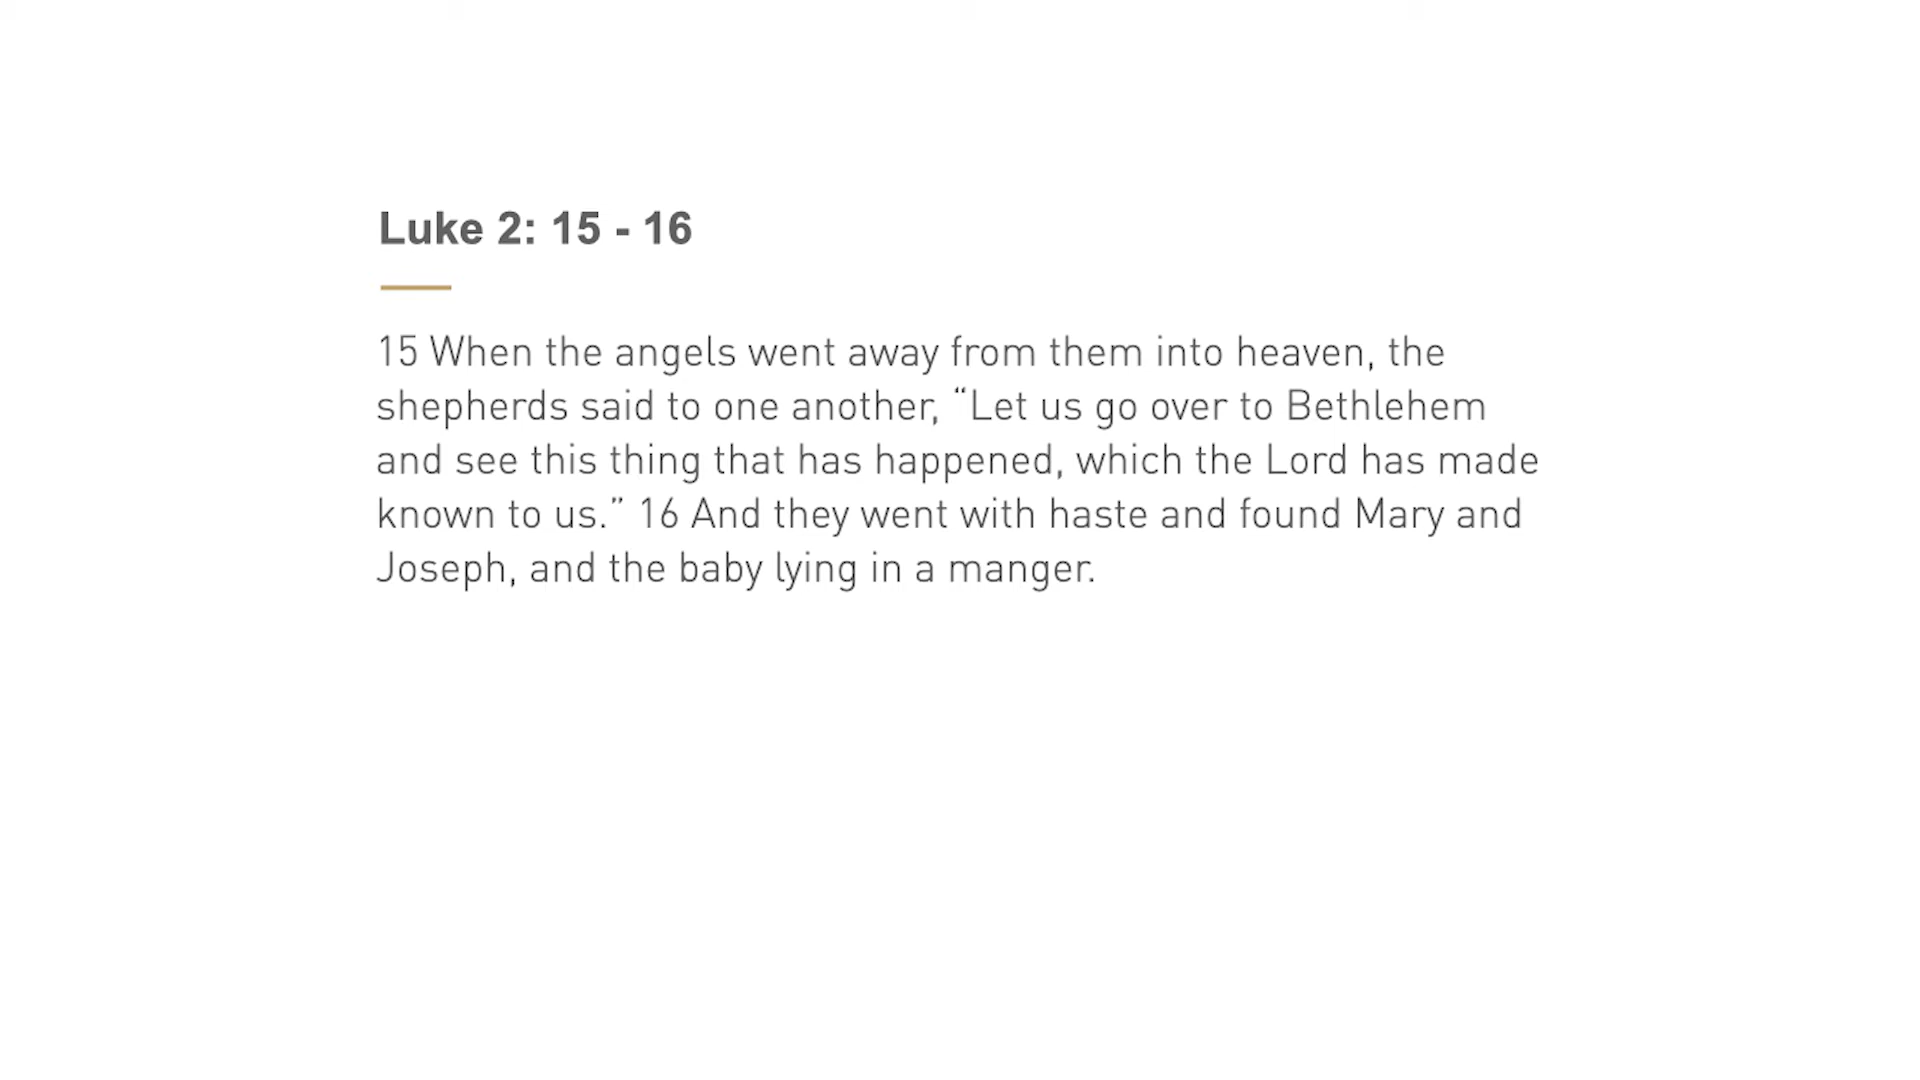 Luke 2: 15 - 16
15 When the angels went away from them into heaven, the
shepherds said to one another, “Let us go over to Bethlehem
and see this thing that has happened, which the Lord has made
known to us.” 16 And they went with haste and found Mary and
Joseph, and the baby lying in a manger.